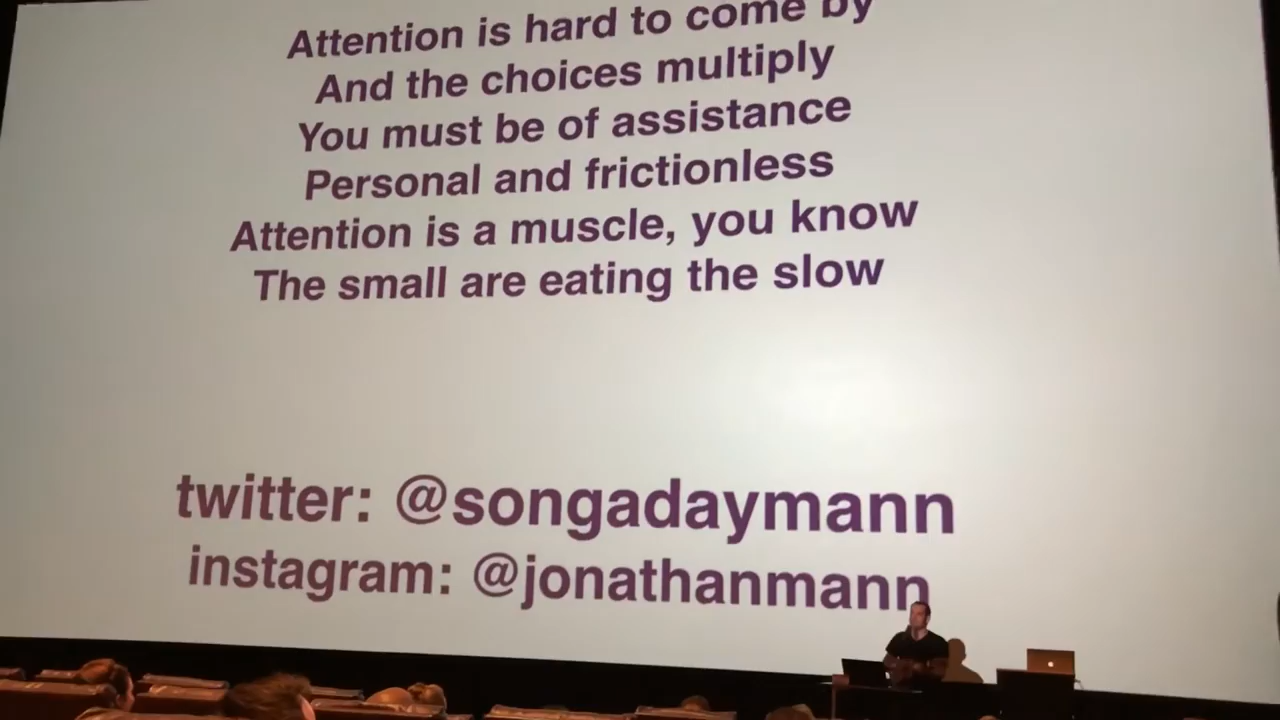 Attention is hard to come by
And the choices multiply
You must be of assistance
Personal and frictionless
Attention is a muscle, you know
The small are eating the slow
twitter: @songadaymann
instagram: @jonathanmann